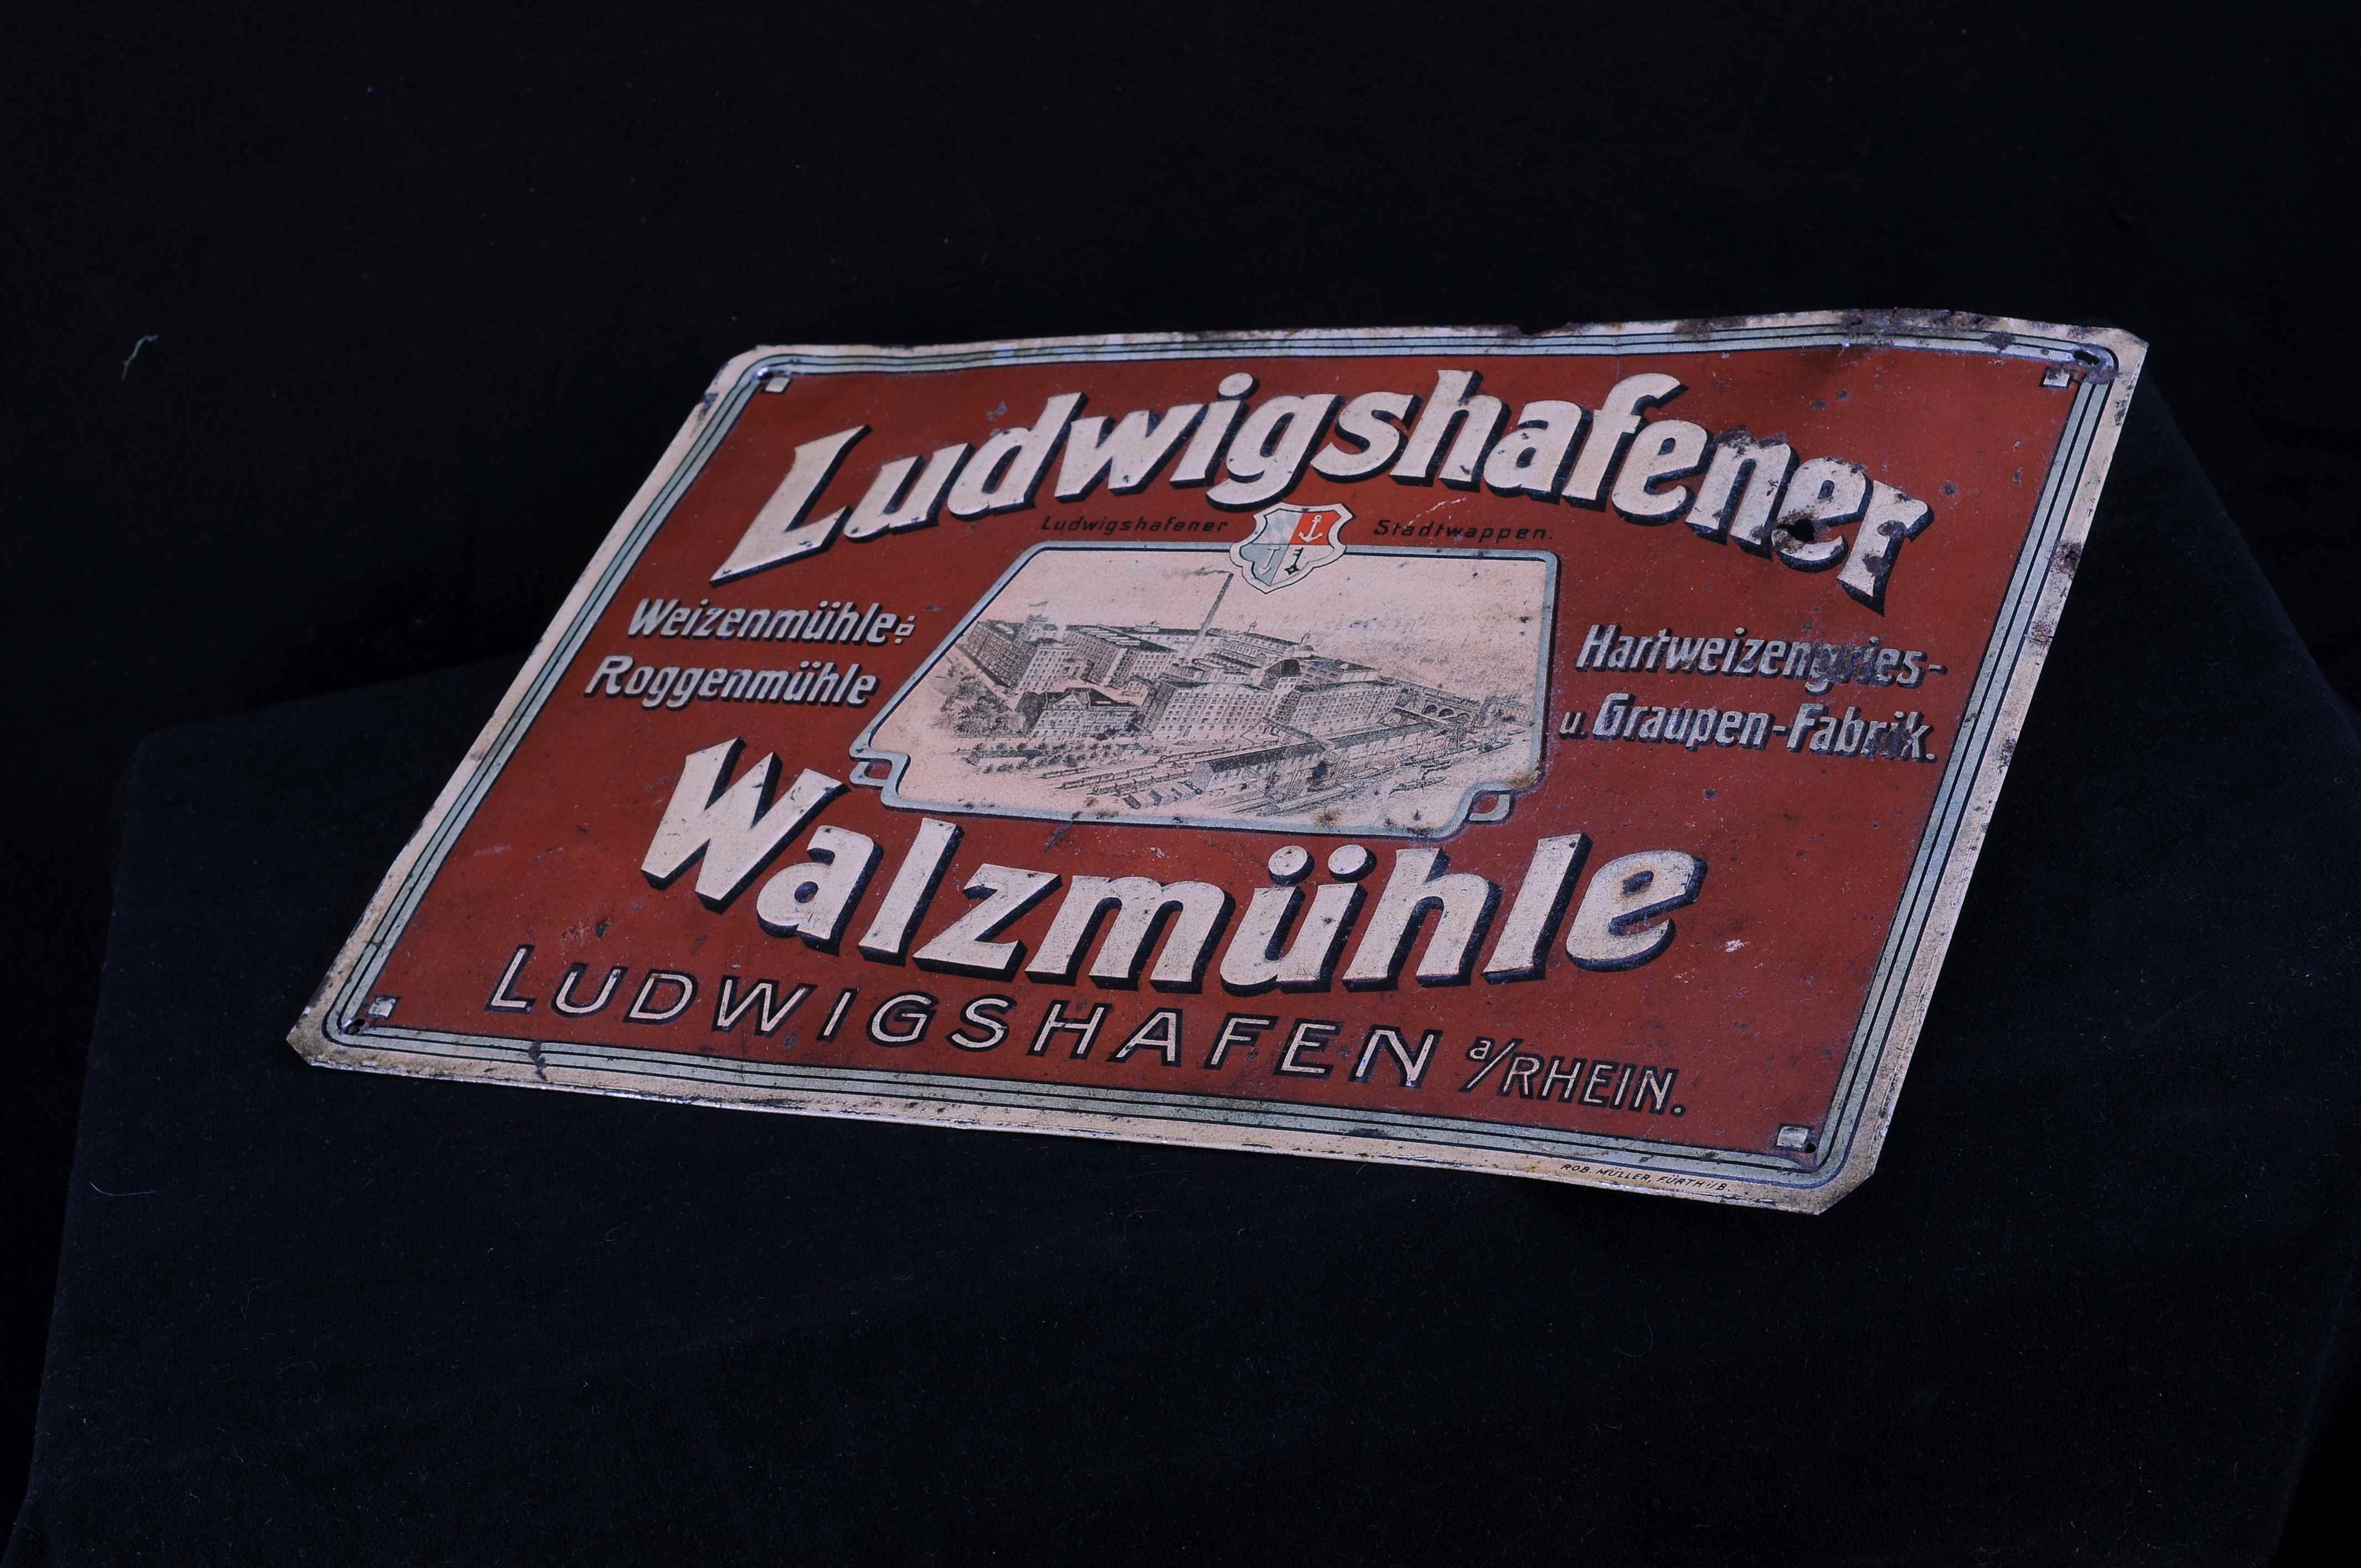 Ludwigshafener
Ludwigshafener Stadtwappen.
Weizenmühle÷
Roggenmühle
Hartweizengries-
u. Graupen-Fabrik.
Walzmühle
LUDWIGSHAFEN a/RHEIN.
ROB. MÜLLER, FÜRTH i/B.